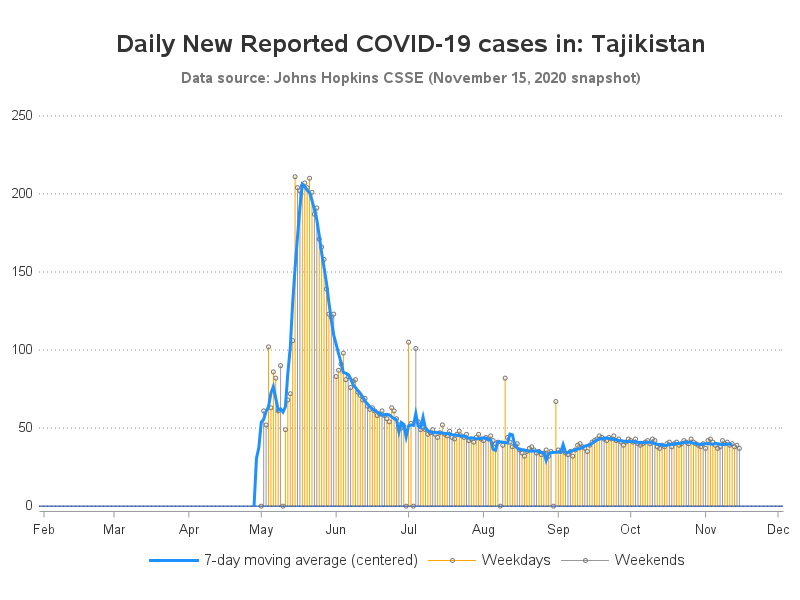 Daily New Reported COVID-19 cases in: Tajikistan
Data source: Johns Hopkins CSSE (November 15, 2020 snapshot)
250
200
150
100
50
0
Feb Mar Apr May Jun Jul Aug Sep Oct Nov Dec
7-day moving average (centered) Weekdays Weekends